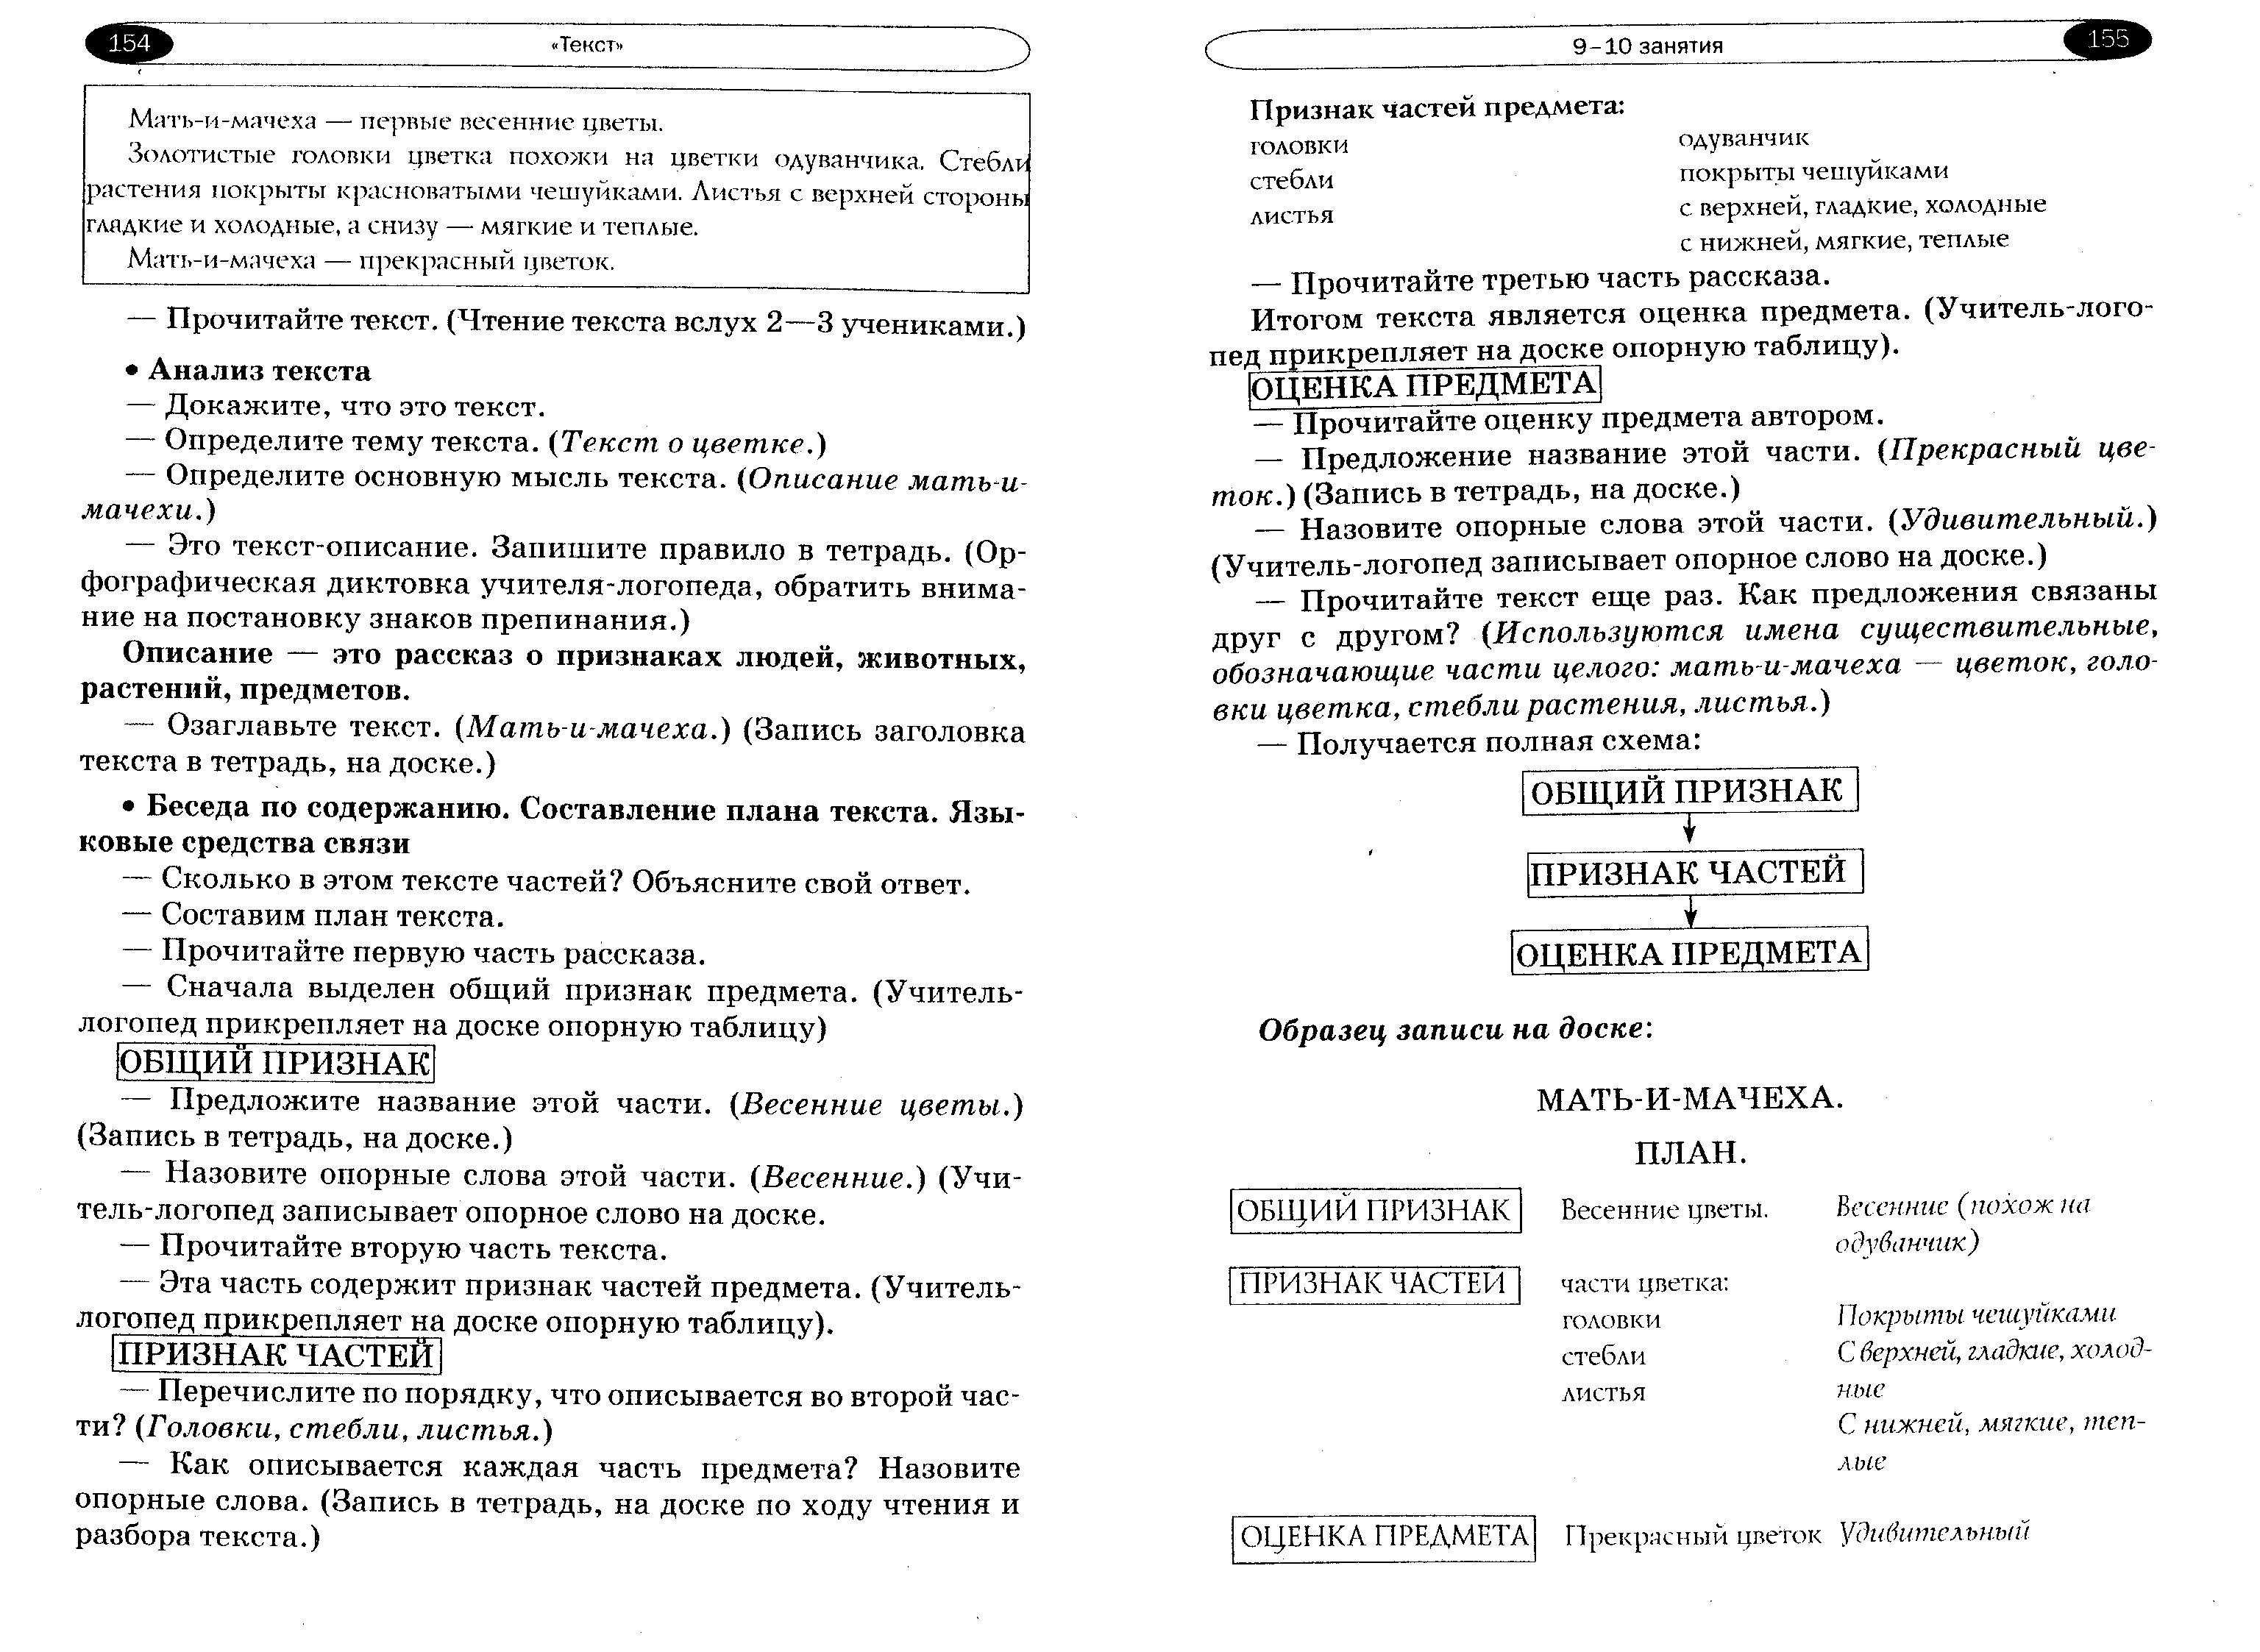 154
«Текст»
Мать-и-мачеха — первые весенние цветы.
Золотистые головки цветка похожи на цветки одуванчика. Стебли
растения покрыты красноватыми чешуйками. Листья с верхней стороны
гладкие и холодные, а снизу — мягкие и теплые.
Мать-и-мачеха — прекрасный цветок.
— Прочитайте текст. (Чтение текста вслух 2—3 учениками.)
• Анализ текста
— Докажите, что это текст.
— Определите тему текста. (Текст о цветке.)
— Определите основную мысль текста. (Описание мать-и-
мачехи.)
— Это текст-описание. Запишите правило в тетрадь. (Ор-
фографическая диктовка учителя-логопеда, обратить внима-
ние на постановку знаков препинания.)
Описание — это рассказ о признаках людей, животных,
растений, предметов.
— Озаглавьте текст. (Мать-и-мачеха.) (Запись заголовка
текста в тетрадь, на доске.)
• Беседа по содержанию. Составление плана текста. Язы-
ковые средства связи
— Сколько в этом тексте частей? Объясните свой ответ.
— Составим план текста.
— Прочитайте первую часть рассказа.
— Сначала выделен общий признак предмета. (Учитель-
логопед прикрепляет на доске опорную таблицу)
ОБЩИЙ ПРИЗНАК
— Предложите название этой части. (Весенние цветы.)
(Запись в тетрадь, на доске.)
— Назовите опорные слова этой части. (Весенние.) (Учи-
тель-логопед записывает опорное слово на доске.
— Прочитайте вторую часть текста.
— Эта часть содержит признак частей предмета. (Учитель-
логопед прикрепляет на доске опорную таблицу).
ПРИЗНАК ЧАСТЕЙ
— Перечислите по порядку, что описывается во второй час-
ти? (Головки, стебли, листья.)
— Как описывается каждая часть предмета? Назовите
опорные слова. (Запись в тетрадь, на доске по ходу чтения и
разбора текста.)
9–10 занятия
155
Признак частей предмета:
головки одуванчик
стебли покрыты чешуйками
листья с верхней, гладкие, холодные
с нижней, мягкие, теплые
— Прочитайте третью часть рассказа.
Итогом текста является оценка предмета. (Учитель-лого-
пед прикрепляет на доске опорную таблицу).
ОЦЕНКА ПРЕДМЕТА
— Прочитайте оценку предмета автором.
— Предложение название этой части. (Прекрасный цве-
ток.) (Запись в тетрадь, на доске.)
— Назовите опорные слова этой части. (Удивительный.)
(Учитель-логопед записывает опорное слово на доске.)
— Прочитайте текст еще раз. Как предложения связаны
друг с другом? (Используются имена существительные,
обозначающие части целого: мать-и-мачеха — цветок, голо-
вки цветка, стебли растения, листья.)
— Получается полная схема:
ОБЩИЙ ПРИЗНАК
ПРИЗНАК ЧАСТЕЙ
ОЦЕНКА ПРЕДМЕТА
Образец записи на доске:
МАТЬ-И-МАЧЕХА.
ПЛАН.
ОБЩИЙ ПРИЗНАК Весенние цветы. Весенние (похож на
одуванчик)
ПРИЗНАК ЧАСТЕЙ части цветка:
головки Покрыты чешуйками
стебли С верхней, гладкие, холод-
листья ные
С нижней, мягкие, теп-
лые
ОЦЕНКА ПРЕДМЕТА Прекрасный цветок Удивительный